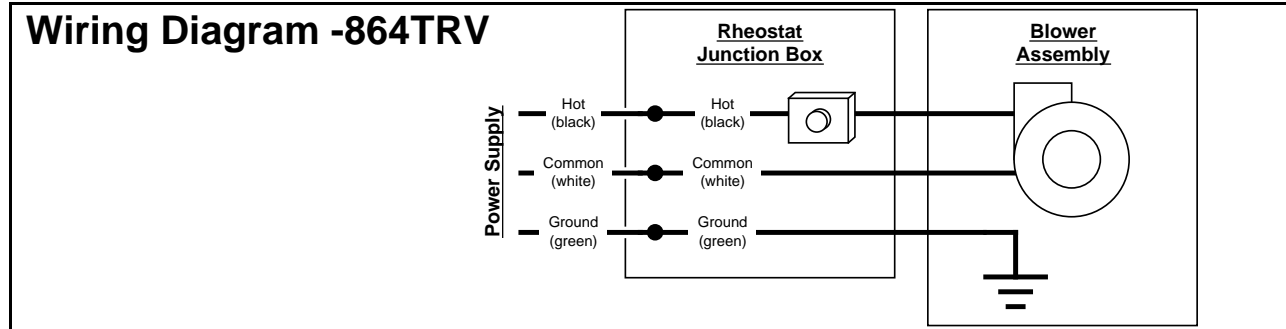 Wiring Diagram -864TRV
Rheostat
Junction Box
Blower
Assembly
Power Supply
Hot
(black)
Hot
(black)
Common
(white)
Common
(white)
Ground
(green)
Ground
(green)